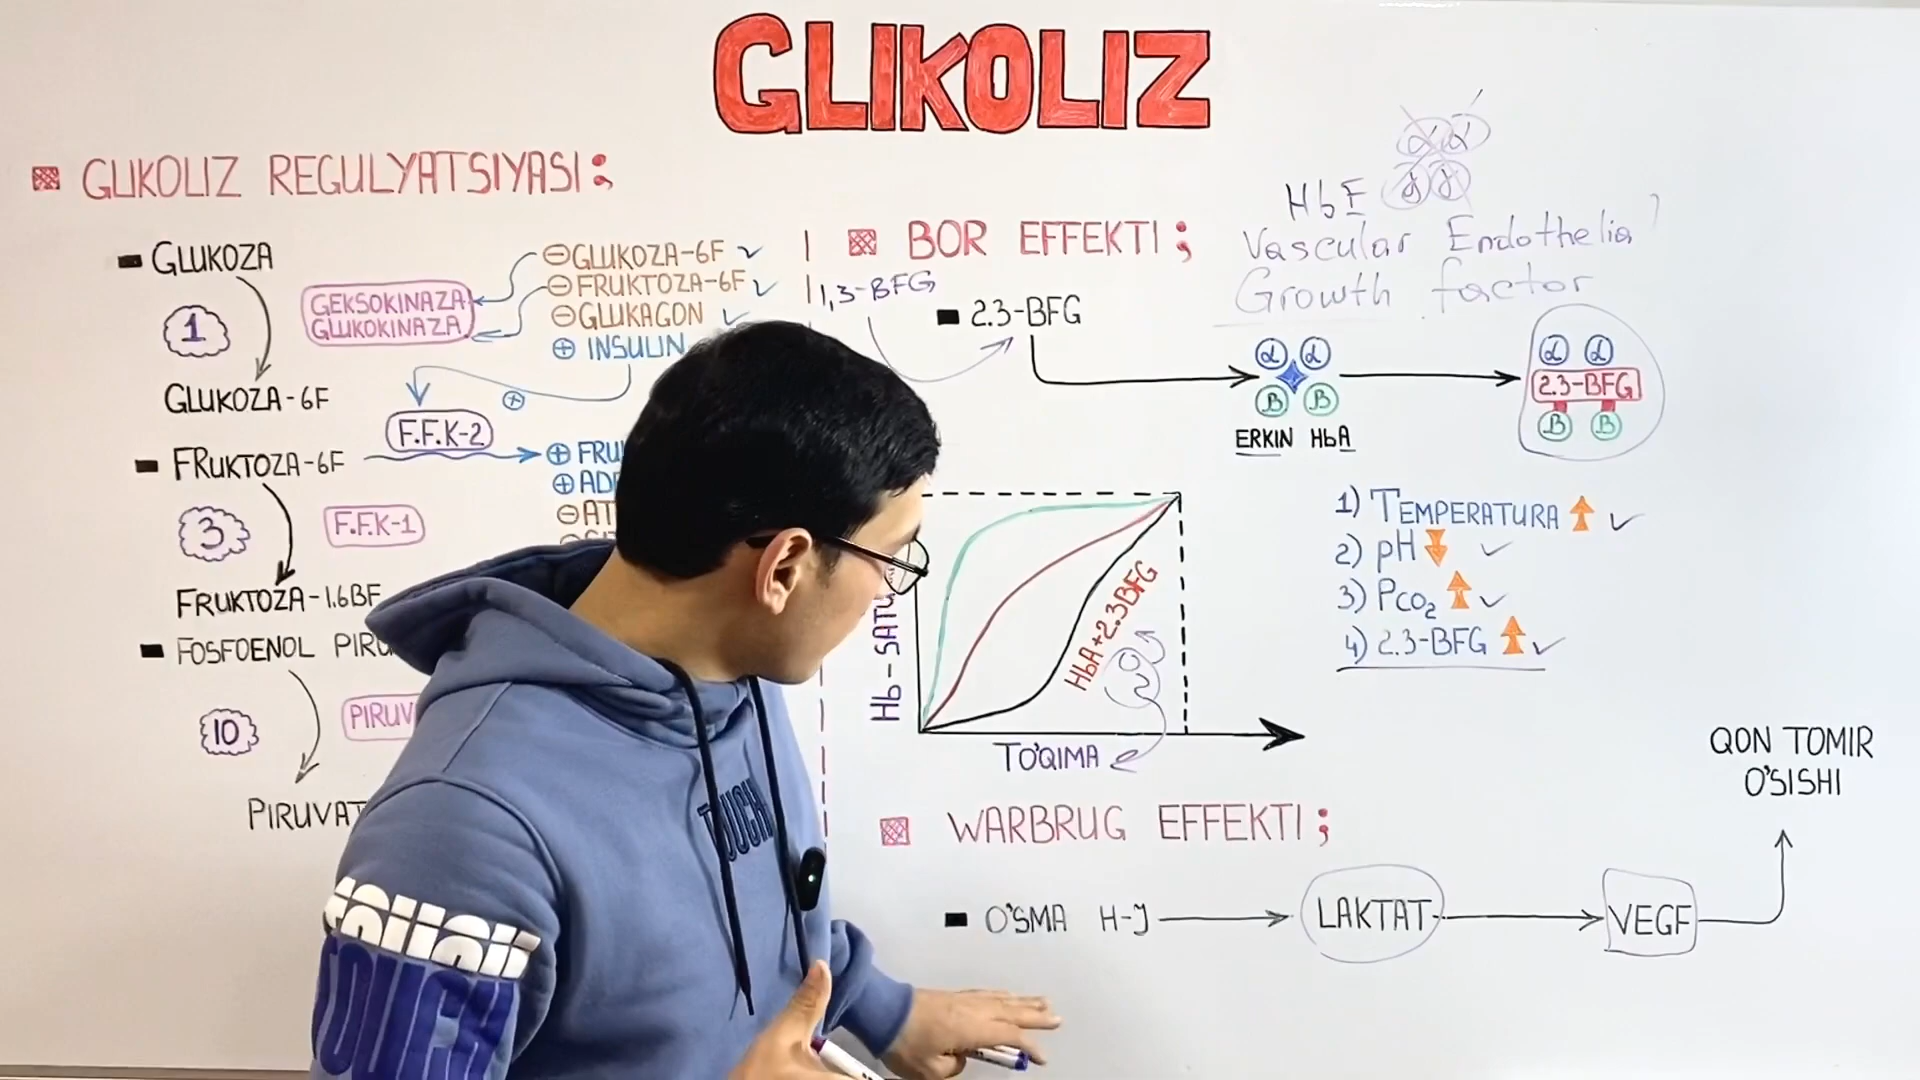 GLIKOLIZ
GLIKOLIZ REGULYATSIYASI:
GLUKOZA
1
GEKSOKINAZA
GLUKOKINAZA
⊖GLUKOZA-6F
⊖FRUKTOZA-6F
⊖GLUKAGON
⊕ INSULIN
GLUKOZA-6F
⊕
F.F.K-2
FRUKTOZA-6F
⊕
⊕
⊖
⊖
3
F.F.K-1
FRUKTOZA-1.6BF
FOSFOENOL
10
PIRUVAT
BOR EFFEKTI;
1,3-BFG
2.3-BFG
HbF
Vascular Endothelia
Growth factor
α α
B B
ERKIN HbA
α α
2.3-BFG
B B
HbA+2.3BFG
O2
TO'QIMA
1) TEMPERATURA
2) pH
3) PCO2
4) 2.3-BFG
WARBRUG EFFEKTI;
O'SMA H-J
LAKTAT
VEGF
QON TOMIR
O'SISHI
TOUCH